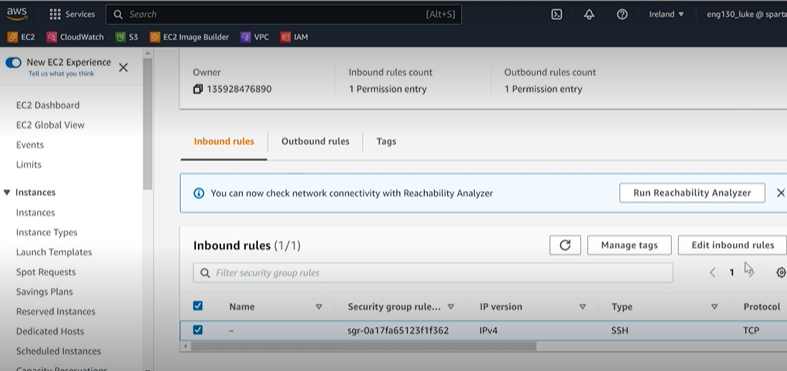 aws Services Search [Alt+S] Ireland ▼ eng130_luke @ sparta
EC2 CloudWatch S3 EC2 Image Builder VPC IAM
New EC2 Experience
Tell us what you think
EC2 Dashboard
EC2 Global View
Events
Limits
▼ Instances
Instances
Instance Types
Launch Templates
Spot Requests
Savings Plans
Reserved Instances
Dedicated Hosts
Scheduled Instances
Capacity Reservations
Owner
135928476890
Inbound rules count
1 Permission entry
Outbound rules count
1 Permission entry
Inbound rules Outbound rules Tags
You can now check network connectivity with Reachability Analyzer
Run Reachability Analyzer
Inbound rules (1/1)
Manage tags
Edit inbound rules
Filter security group rules
1
Name Security group rule... IP version Type Protocol
– sgr-0a17fa65123f1f362 IPv4 SSH TCP